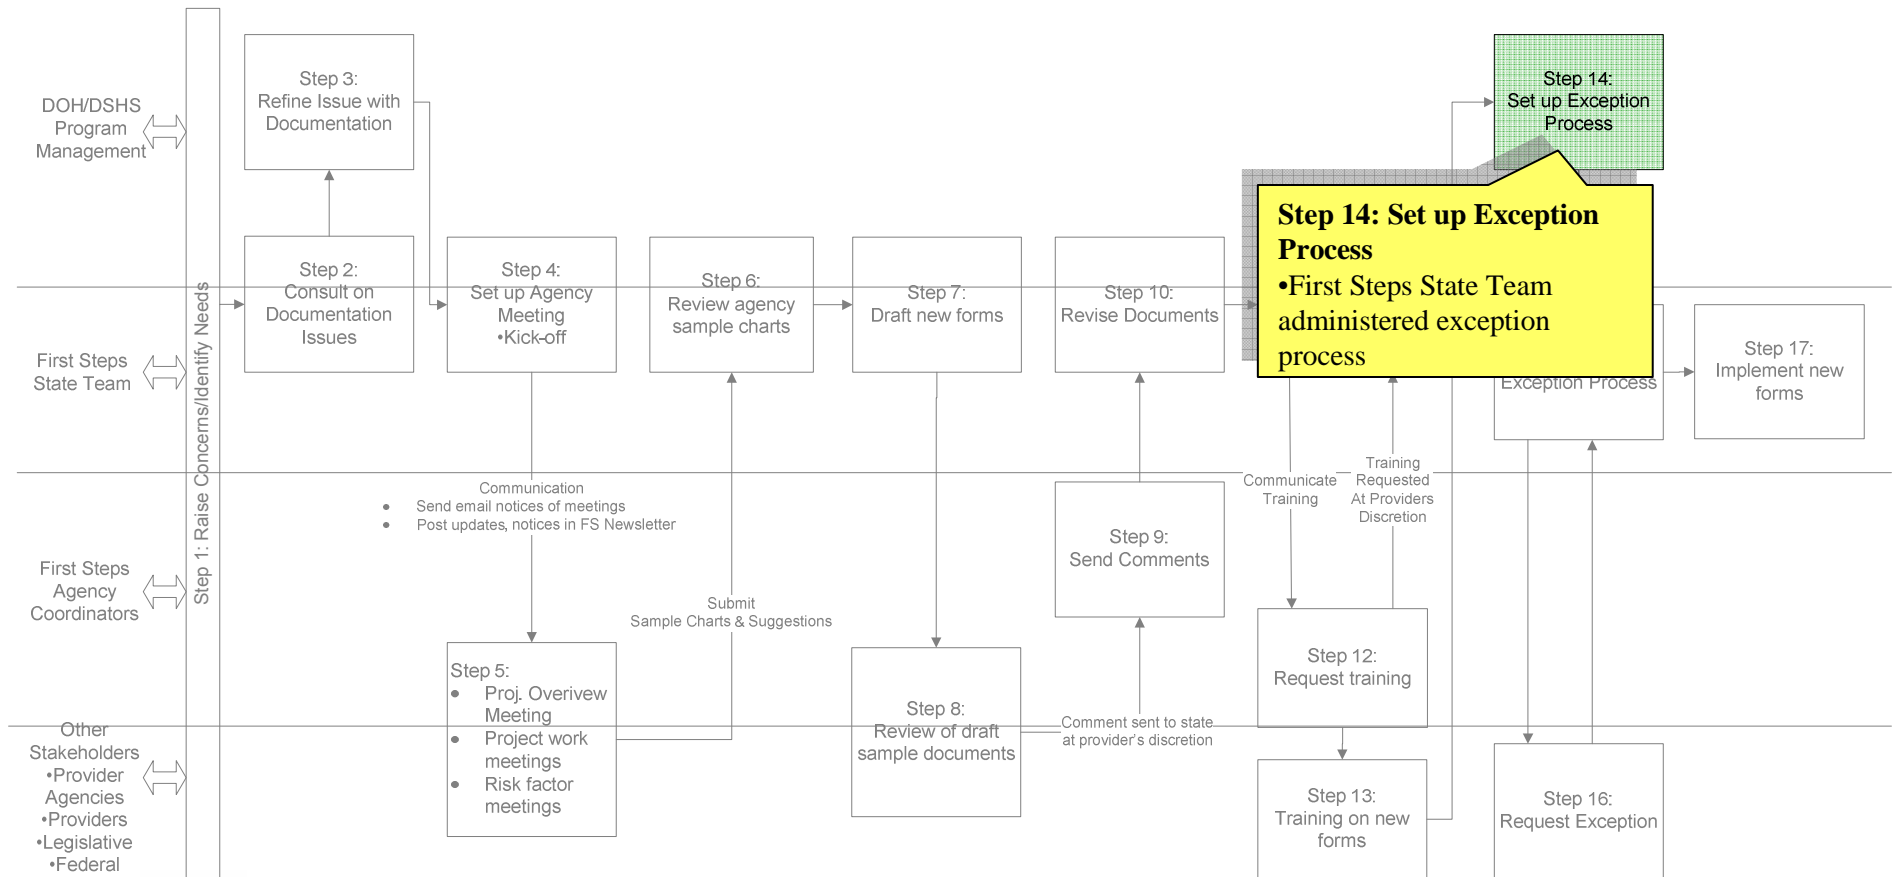 Step 3:
Refine Issue with
Documentation
DOH/DSHS
Program
Management
Step 14:
Set up Exception
Process
Step 14: Set up Exception
Process
•First Steps State Team
administered exception
process
Step 1: Raise Concerns/Identify Needs
Step 2:
Consult on
Documentation
Issues
Step 4:
Set up Agency
Meeting
•Kick-off
Step 6:
Review agency
sample charts
Step 7:
Draft new forms
Step 10:
Revise Documents
Exception Process
Step 17:
Implement new
forms
First Steps
State Team
Communication
● Send email notices of meetings
● Post updates, notices in FS Newsletter
Communicate
Training
Training
Requested
At Providers
Discretion
Step 9:
Send Comments
First Steps
Agency
Coordinators
Submit
Sample Charts & Suggestions
Step 5:
● Proj. Overivew
Meeting
● Project work
meetings
● Risk factor
meetings
Step 8:
Review of draft
sample documents
Comment sent to state
at provider's discretion
Step 12:
Request training
Step 13:
Training on new
forms
Step 16:
Request Exception
Other
Stakeholders
•Provider
Agencies
•Providers
•Legislative
•Federal